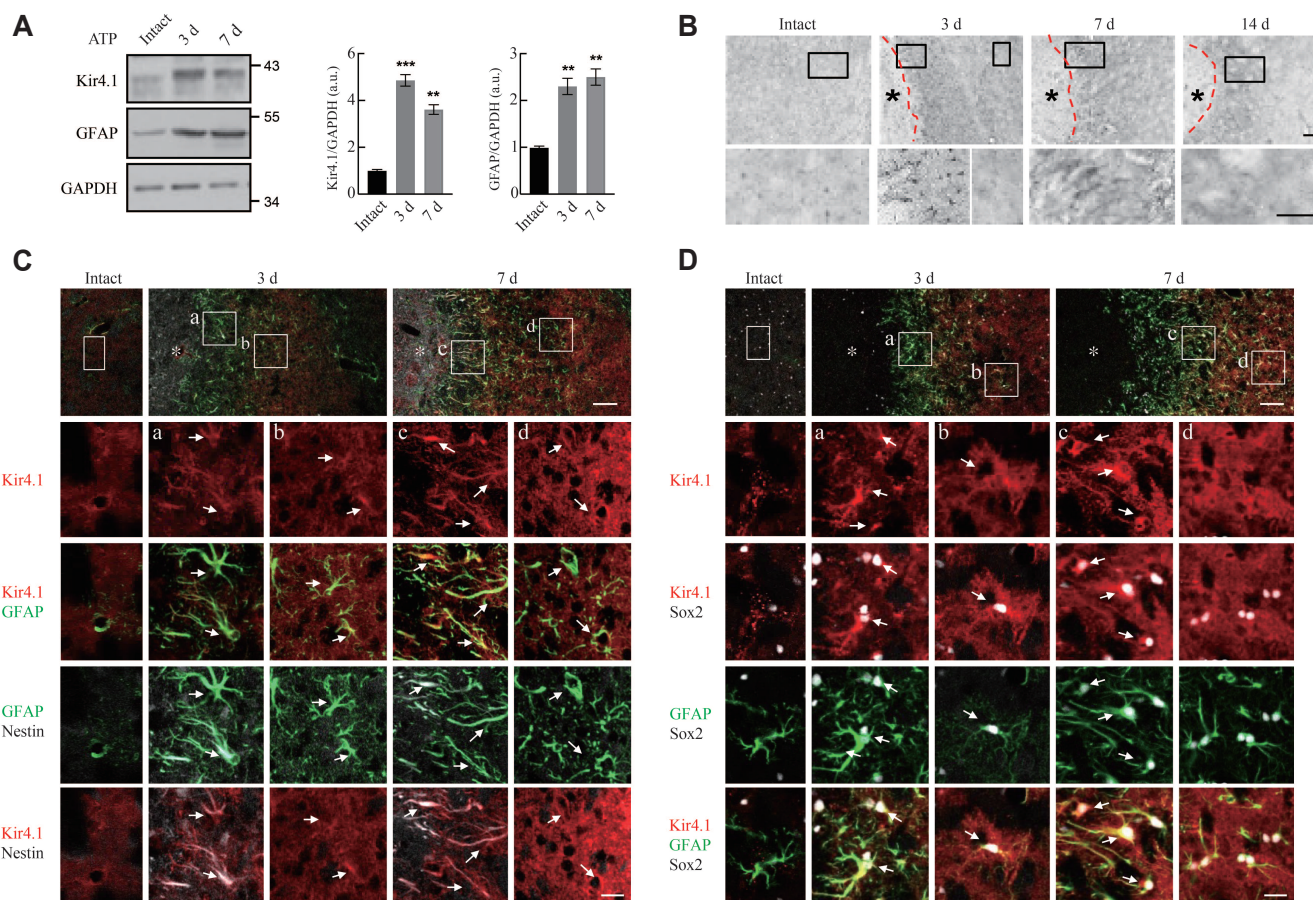 A
ATP
Intact
3 d
7 d
Kir4.1
GFAP
GAPDH
43
55
34
Kir4.1/GAPDH (a.u.)
6
4
2
0
***
**
Intact
3 d
7 d
GFAP/GAPDH (a.u.)
3
2
1
0
**
**
Intact
3 d
7 d
B
Intact
3 d
7 d
14 d
*
*
*
C
Intact
3 d
7 d
a
b
*
c
d
*
a
b
c
d
Kir4.1
Kir4.1
GFAP
GFAP
Nestin
Kir4.1
Nestin
D
Intact
3 d
7 d
a
b
*
c
d
*
a
b
c
d
Kir4.1
Kir4.1
Sox2
GFAP
Sox2
Kir4.1
GFAP
Sox2